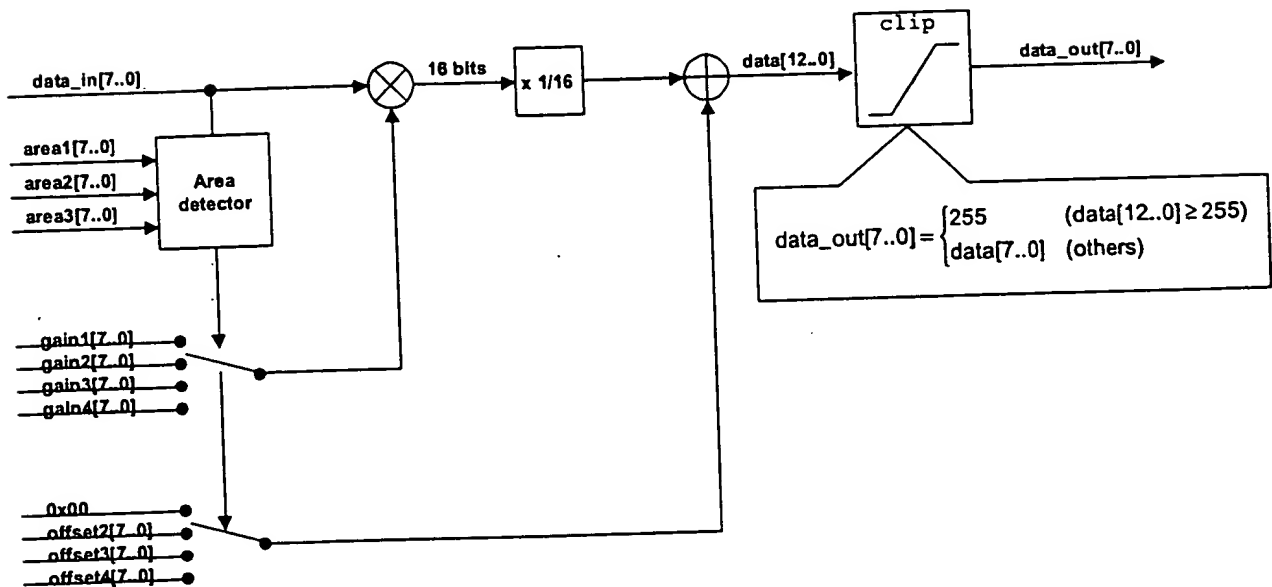 data_in[7..0]
area1[7..0]
area2[7..0]
area3[7..0]
Area
detector
16 bits
x 1/16
data[12..0]
clip
data_out[7..0]
data_out[7..0] = { 255 (data[12..0] ≥ 255)
data[7..0] (others)
gain1[7..0]
gain2[7..0]
gain3[7..0]
gain4[7..0]
0x00
offset2[7..0]
offset3[7..0]
offset4[7..0]